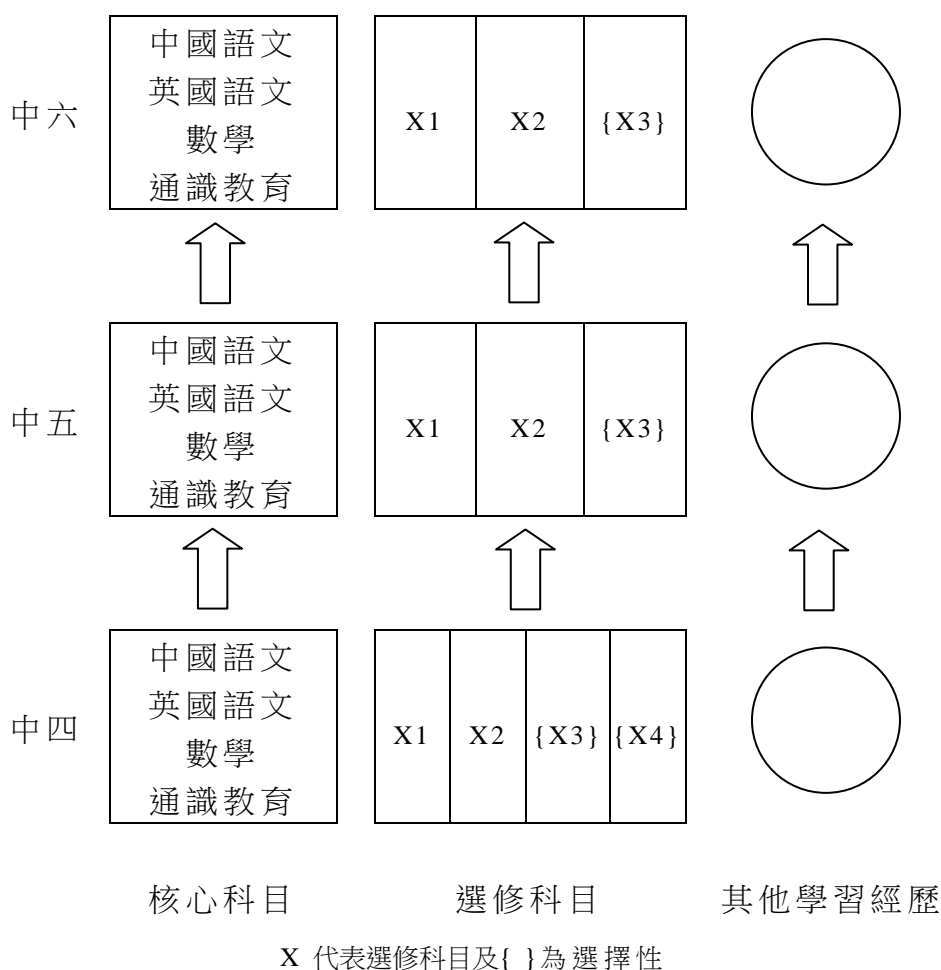 中國語文
英國語文
數學
通識教育
中六
X1 X2 {X3}
中國語文
英國語文
數學
通識教育
中五
X1 X2 {X3}
中國語文
英國語文
數學
通識教育
中四
X1 X2 {X3} {X4}
核心科目 選修科目 其他學習經歷
X 代表選修科目及{ }為選擇性